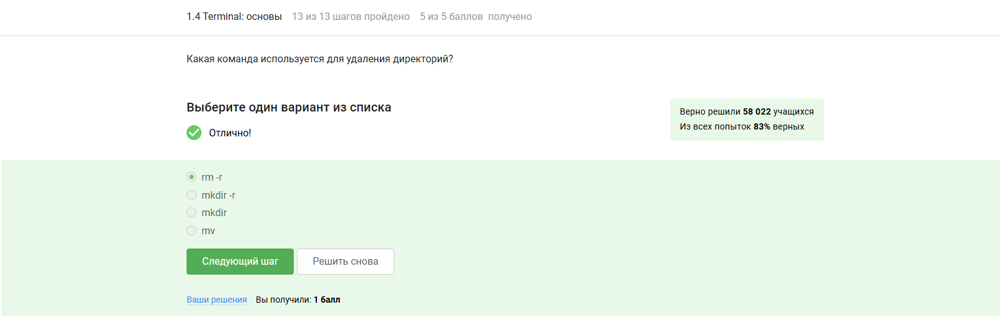 1.4 Terminal: основы 13 из 13 шагов пройдено 5 из 5 баллов получено
Какая команда используется для удаления директорий?
Выберите один вариант из списка
Отлично!
Верно решили 58 022 учащихся
Из всех попыток 83% верных
rm -r
mkdir -r
mkdir
mv
Следующий шаг Решить снова
Ваши решения Вы получили: 1 балл